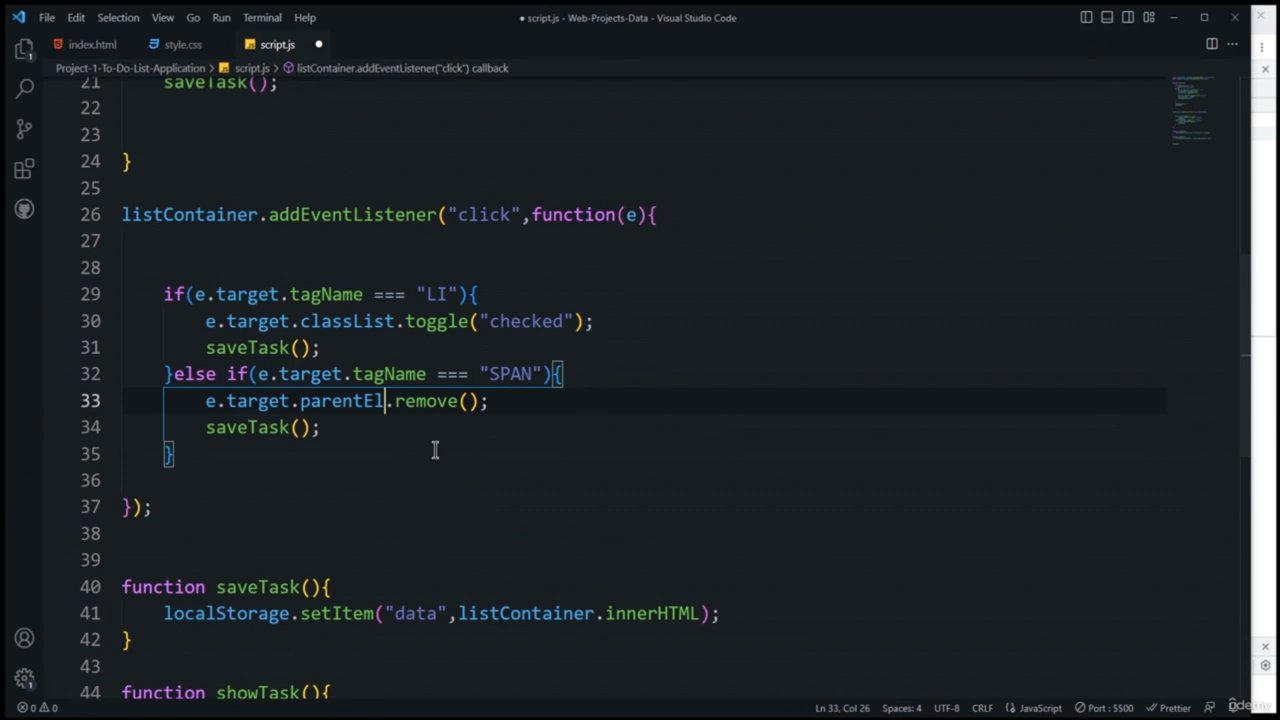 File Edit Selection View Go Run Terminal Help
● script.js - Web-Projects-Data - Visual Studio Code
index.html style.css script.js
Project-1-To-Do-List-Application > script.js > listContainer.addEventListener("click") callback
21 saveTask();
22
23
24 }
25
26 listContainer.addEventListener("click",function(e){
27
28
29 if(e.target.tagName === "LI"){
30 e.target.classList.toggle("checked");
31 saveTask();
32 }else if(e.target.tagName === "SPAN"){
33 e.target.parentEl.remove();
34 saveTask();
35 }
36
37 });
38
39
40 function saveTask(){
41 localStorage.setItem("data",listContainer.innerHTML);
42 }
43
44 function showTask(){
0 0 Ln 33, Col 26 Spaces: 4 UTF-8 CRLF JavaScript Port : 5500 Prettier
ûdemy